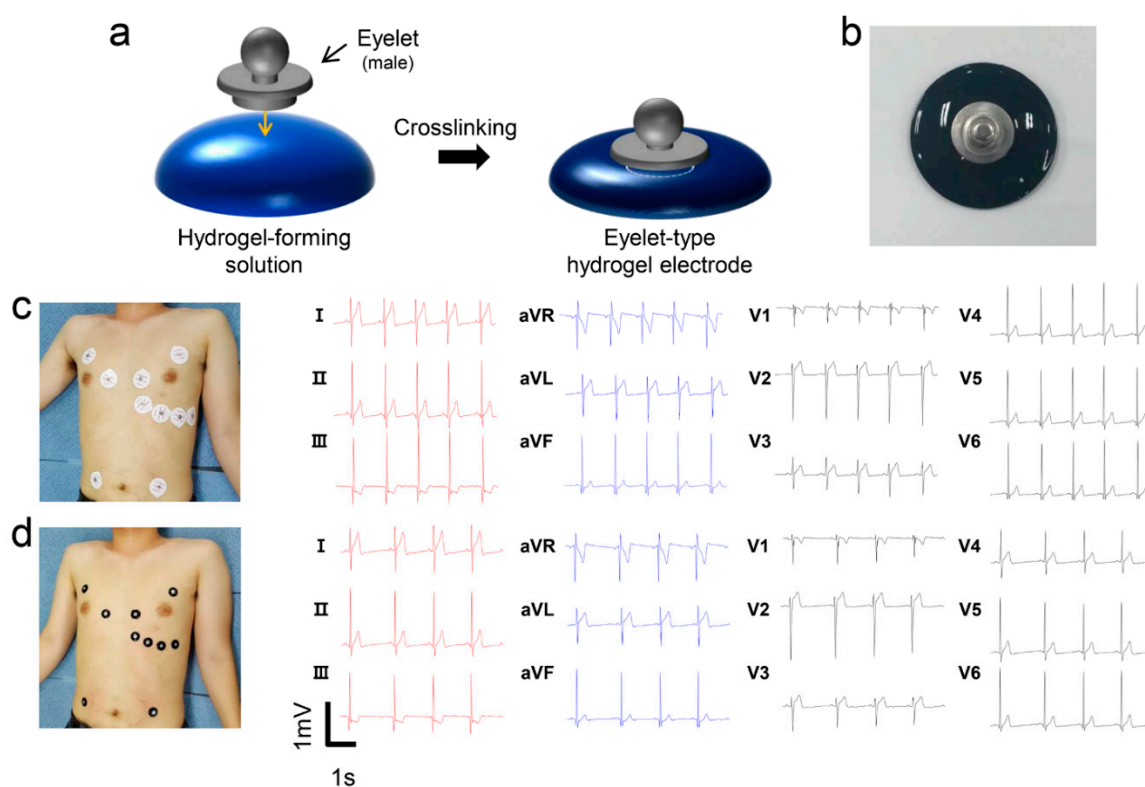 a
Eyelet
(male)
Crosslinking
Hydrogel-forming
solution
Eyelet-type
hydrogel electrode
b
c
I
II
III
aVR
aVL
aVF
V1
V2
V3
V4
V5
V6
d
I
II
III
aVR
aVL
aVF
V1
V2
V3
V4
V5
V6
1mV
1s